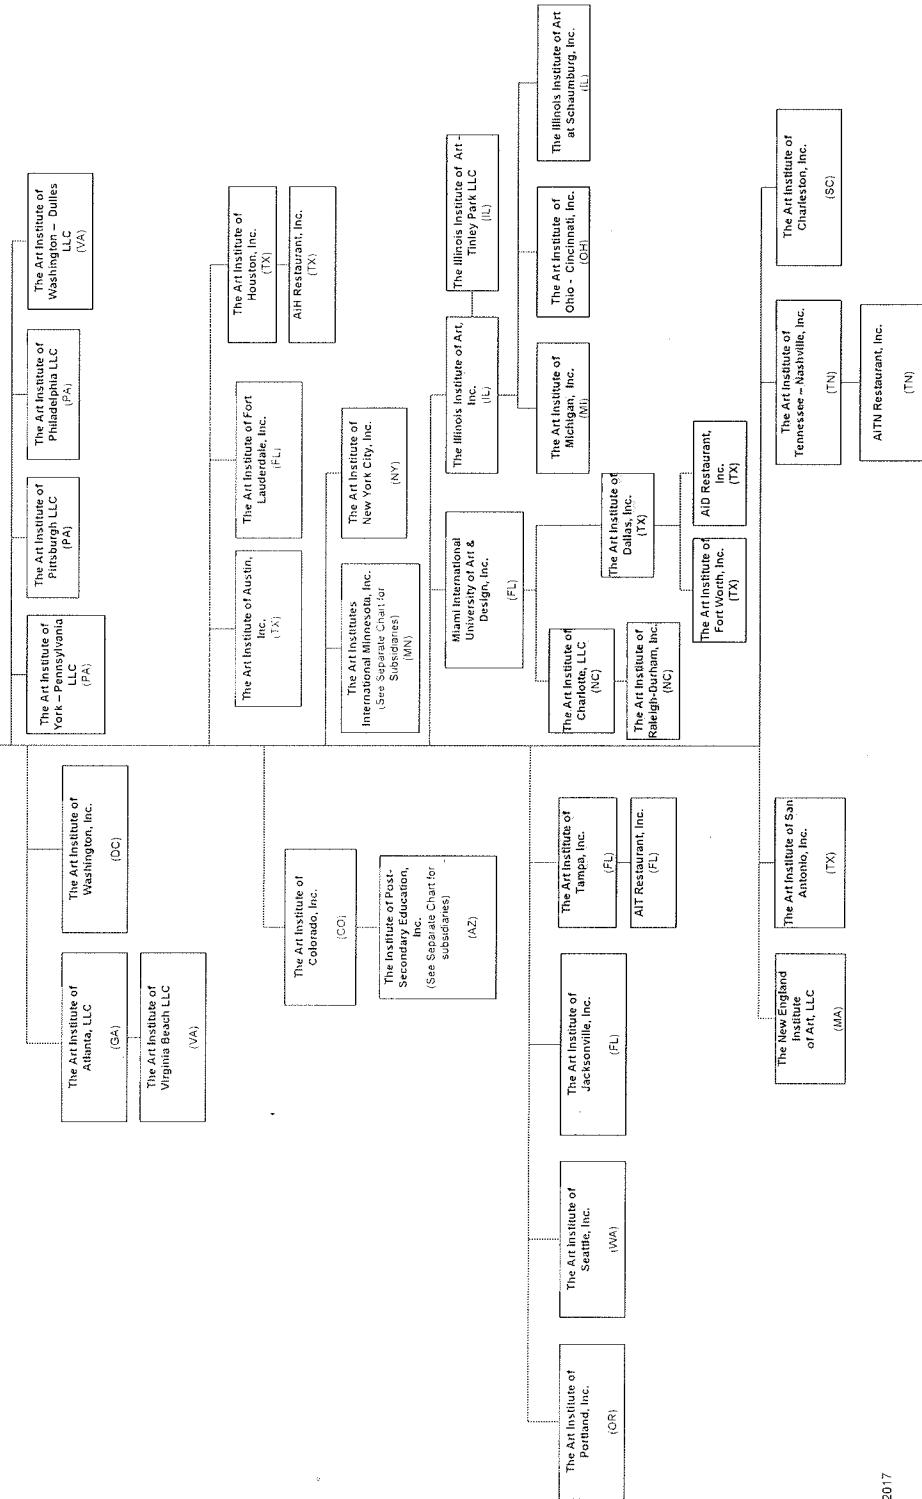 The Art Institute of
York – Pennsylvania
LLC
(PA)
The Art Institute of
Pittsburgh LLC
(PA)
The Art Institute of
Philadelphia LLC
(PA)
The Art Institute of
Washington – Dulles
LLC
(VA)
The Art Institute of
Atlanta, LLC
(GA)
The Art Institute of
Virginia Beach LLC
(VA)
The Art Institute of
Washington, Inc.
(DC)
The Art Institute of Austin,
Inc.
(TX)
The Art Institute of Fort
Lauderdale, Inc.
(FL)
The Art Institute of
Houston, Inc.
(TX)
AiH Restaurant, Inc.
(TX)
The Art Institute of
Colorado, Inc.
(CO)
The Institute of Post-
Secondary Education,
Inc.
(See Separate Chart for
subsidiaries)
(AZ)
The Art Institutes
International Minnesota, Inc.
(See Separate Chart for
Subsidiaries)
(MN)
The Art Institute of
New York City, Inc.
(NY)
Miami International
University of Art &
Design, Inc.
(FL)
The Illinois Institute of Art,
Inc.
(IL)
The Illinois Institute of Art -
Tinley Park LLC
(IL)
The Art Institute of
Michigan, Inc.
(MI)
The Art Institute of
Ohio - Cincinnati, Inc.
(OH)
The Illinois Institute of Art
at Schaumburg, Inc.
(IL)
The Art Institute of
Charlotte, LLC
(NC)
The Art Institute of
Raleigh-Durham, Inc.
(NC)
The Art Institute of
Dallas, Inc.
(TX)
The Art Institute of
Fort Worth, Inc.
(TX)
AiD Restaurant,
Inc.
(TX)
The Art Institute of
Portland, Inc.
(OR)
The Art Institute of
Seattle, Inc.
(WA)
The Art Institute of
Jacksonville, Inc.
(FL)
The Art Institute of
Tampa, Inc.
(FL)
AIT Restaurant, Inc.
(FL)
The New England
Institute
of Art, LLC
(MA)
The Art Institute of San
Antonio, Inc.
(TX)
The Art Institute of
Tennessee – Nashville, Inc.
(TN)
AITN Restaurant, Inc.
(TN)
The Art Institute of
Charleston, Inc.
(SC)
2017